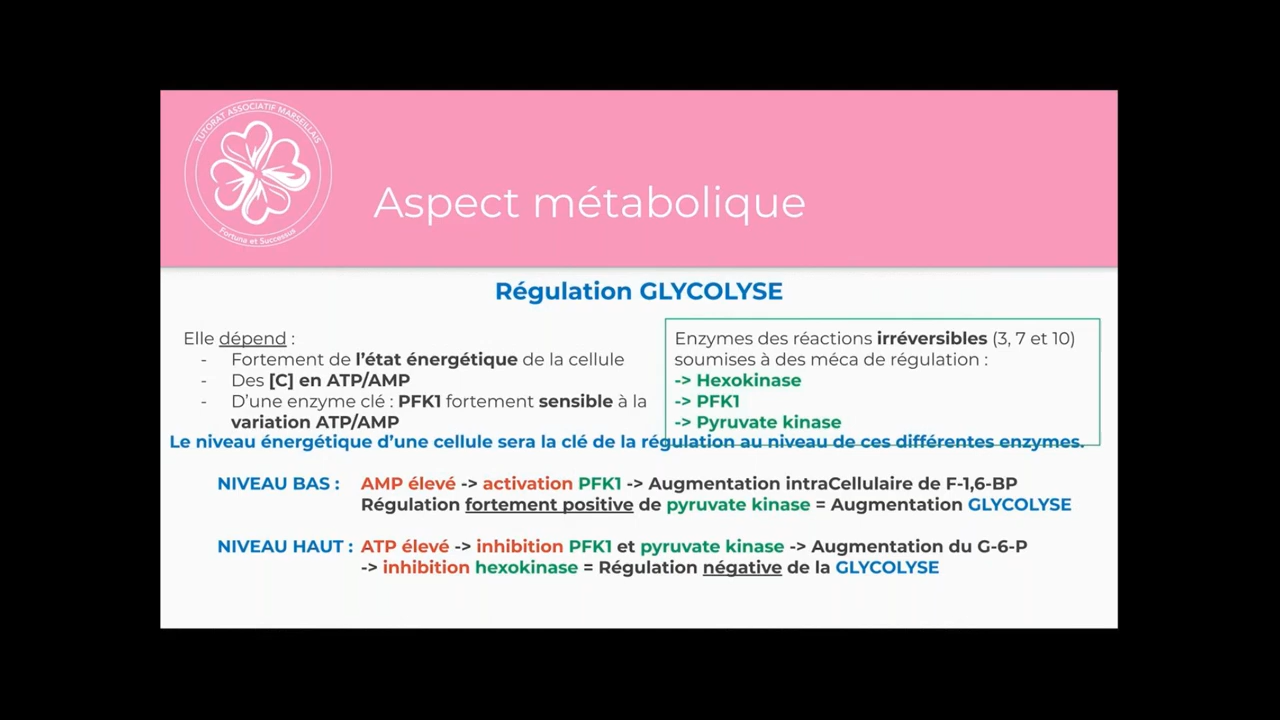 TUTORAT ASSOCIATIF MARSEILLAIS
Fortuna et Successus
Aspect métabolique
Régulation GLYCOLYSE
Elle dépend :
- Fortement de l'état énergétique de la cellule
- Des [C] en ATP/AMP
- D'une enzyme clé : PFK1 fortement sensible à la
variation ATP/AMP
Enzymes des réactions irréversibles (3, 7 et 10)
soumises à des méca de régulation :
-> Hexokinase
-> PFK1
-> Pyruvate kinase
Le niveau énergétique d'une cellule sera la clé de la régulation au niveau de ces différentes enzymes.
NIVEAU BAS : AMP élevé -> activation PFK1 -> Augmentation intraCellulaire de F-1,6-BP
Régulation fortement positive de pyruvate kinase = Augmentation GLYCOLYSE
NIVEAU HAUT : ATP élevé -> inhibition PFK1 et pyruvate kinase -> Augmentation du G-6-P
-> inhibition hexokinase = Régulation négative de la GLYCOLYSE